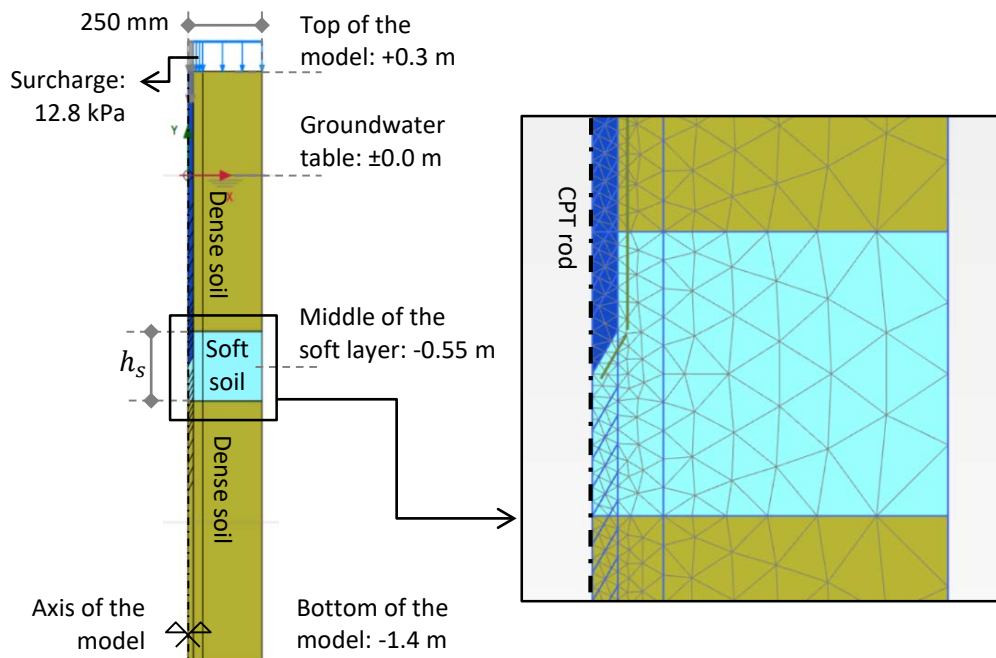 250 mm
Top of the
model: +0.3 m
Surcharge:
12.8 kPa
Y
Groundwater
table: ±0.0 m
X
Dense soil
Middle of the
soft layer: -0.55 m
Soft
soil
hₛ
Dense soil
Axis of the
model
Bottom of the
model: -1.4 m
CPT rod